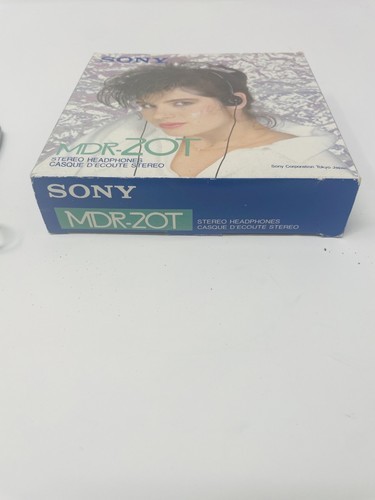 SONY
MDR-20T
STEREO HEADPHONES
CASQUE D'ECOUTE STEREO
Sony Corporation Tokyo
SONY
MDR-20T
STEREO HEADPHONES
CASQUE D'ECOUTE STEREO